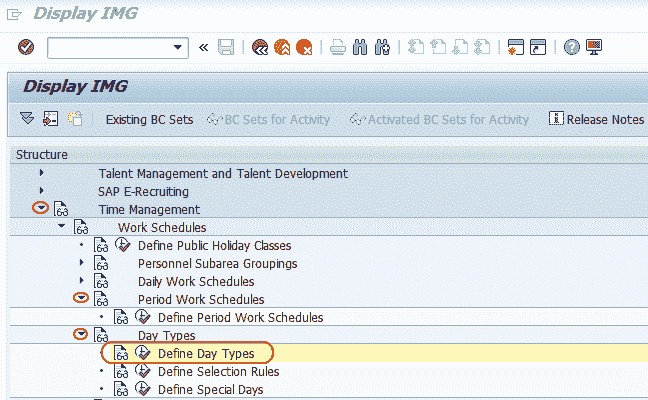 Display IMG
Display IMG
Existing BC Sets BC Sets for Activity Activated BC Sets for Activity Release Notes
Structure
Talent Management and Talent Development
SAP E-Recruiting
Time Management
Work Schedules
Define Public Holiday Classes
Personnel Subarea Groupings
Daily Work Schedules
Period Work Schedules
Define Period Work Schedules
Day Types
Define Day Types
Define Selection Rules
Define Special Days